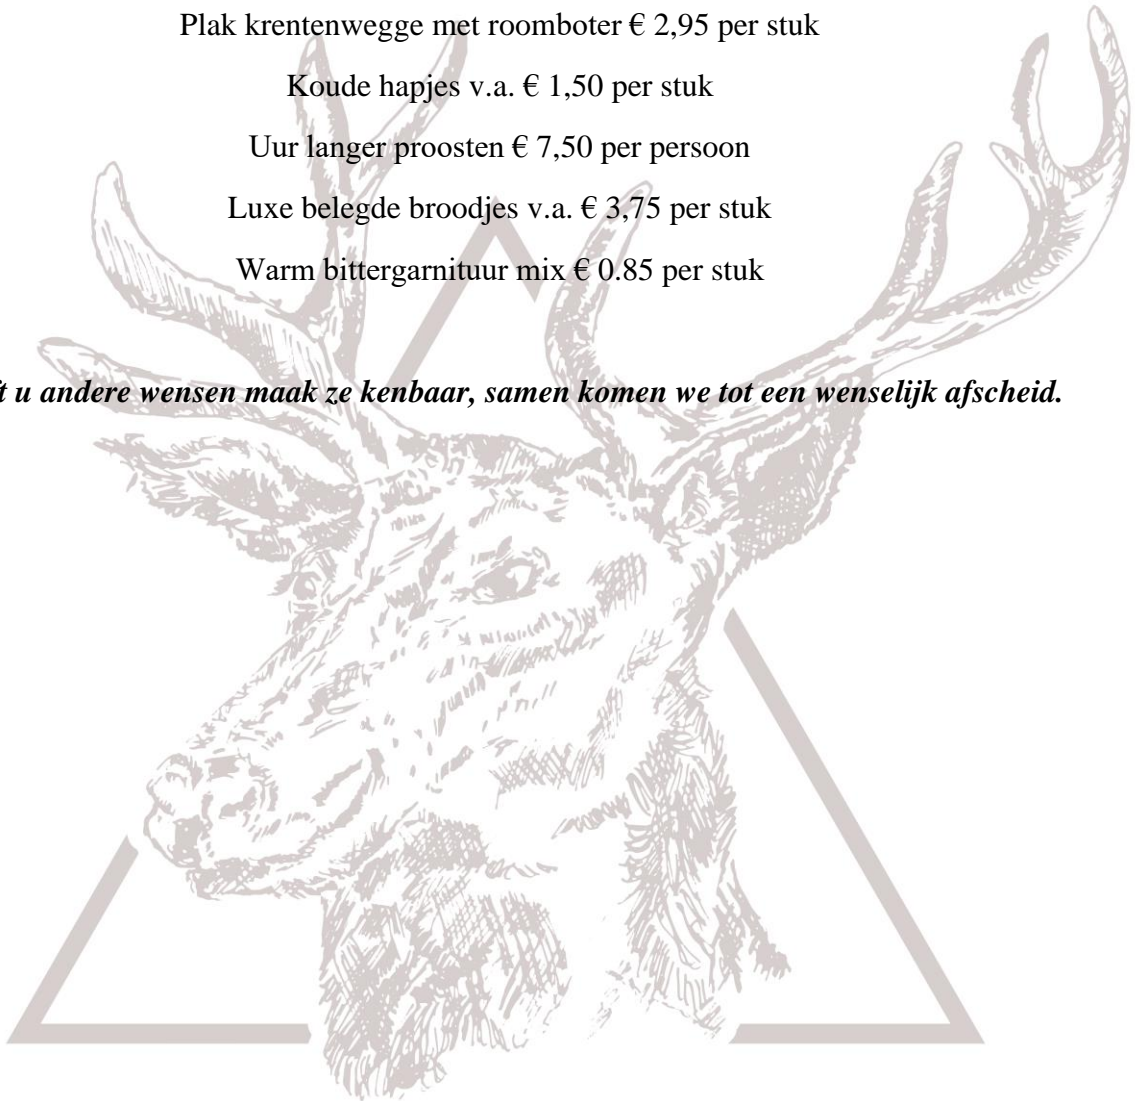 Plak krentenwegge met roomboter € 2,95 per stuk
Koude hapjes v.a. € 1,50 per stuk
Uur langer proosten € 7,50 per persoon
Luxe belegde broodjes v.a. € 3,75 per stuk
Warm bittergarnituur mix € 0.85 per stuk
u andere wensen maak ze kenbaar, samen komen we tot een wenselijk afscheid.